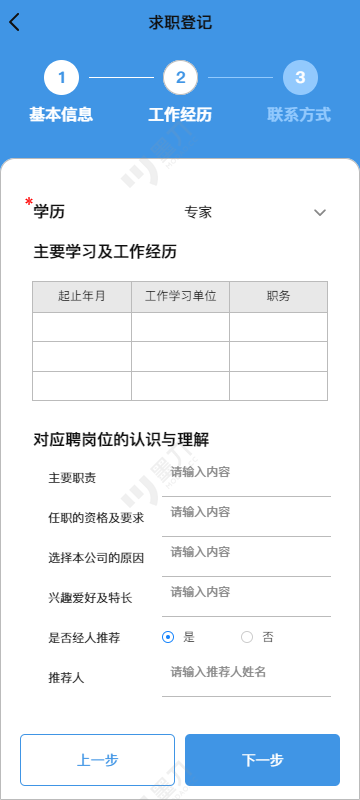 求职登记
1 2 3
基本信息 工作经历 联系方式
*学历 专家
主要学习及工作经历
起止年月 工作学习单位 职务
对应聘岗位的认识与理解
主要职责 请输入内容
任职的资格及要求 请输入内容
选择本公司的原因 请输入内容
兴趣爱好及特长 请输入内容
是否经人推荐 是 否
推荐人 请输入推荐人姓名
上一步 下一步